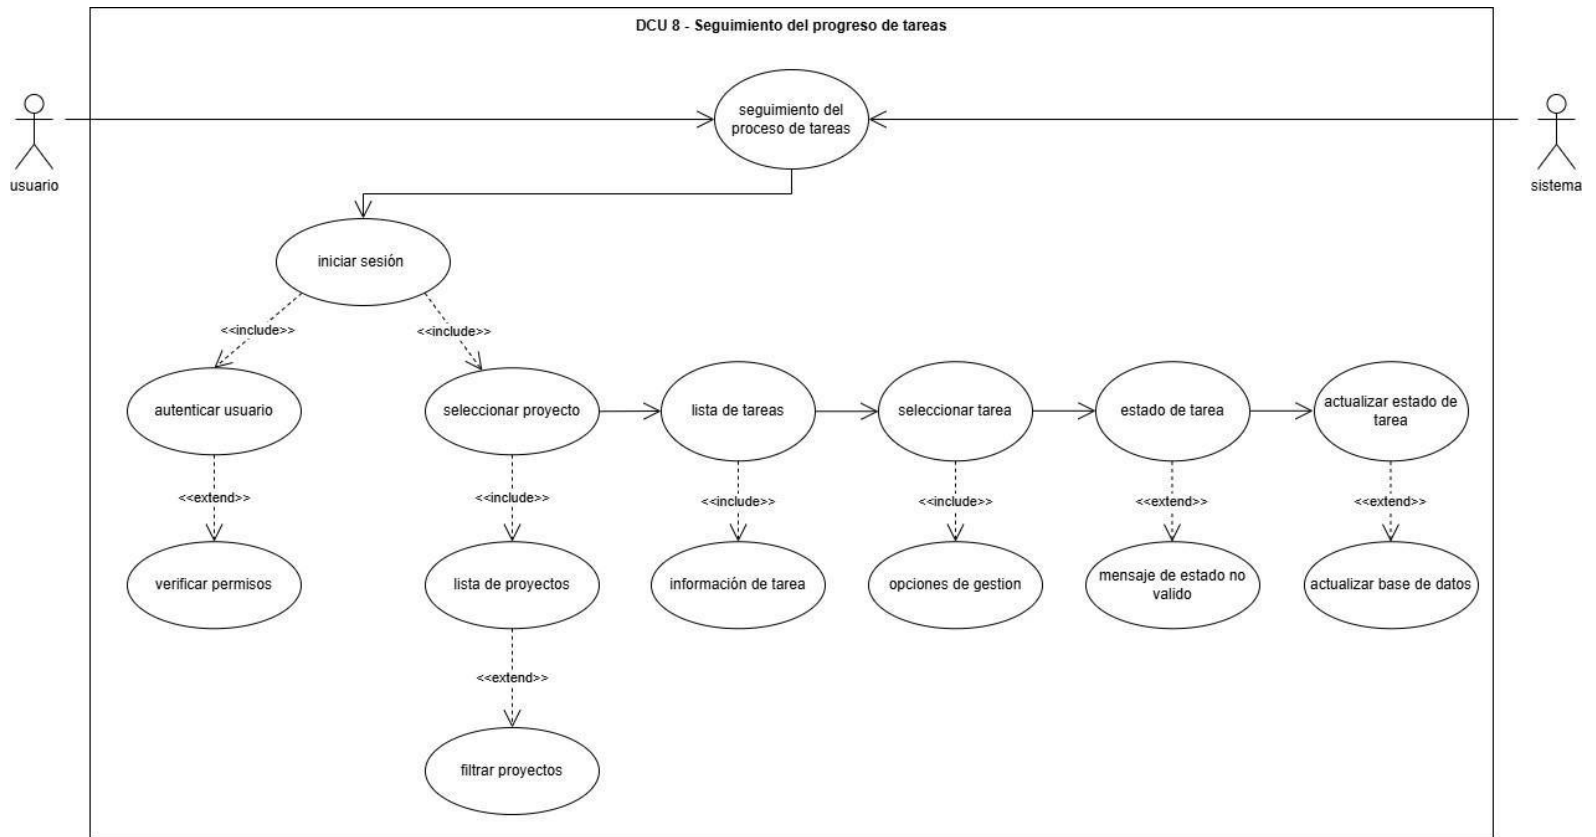 DCU 8 - Seguimiento del progreso de tareas
seguimiento del
proceso de tareas
usuario
sistema
iniciar sesión
<<include>>
<<include>>
autenticar usuario
seleccionar proyecto
lista de tareas
seleccionar tarea
estado de tarea
actualizar estado de
tarea
<<extend>>
<<include>>
<<include>>
<<include>>
<<extend>>
<<extend>>
verificar permisos
lista de proyectos
información de tarea
opciones de gestion
mensaje de estado no
valido
actualizar base de datos
<<extend>>
filtrar proyectos